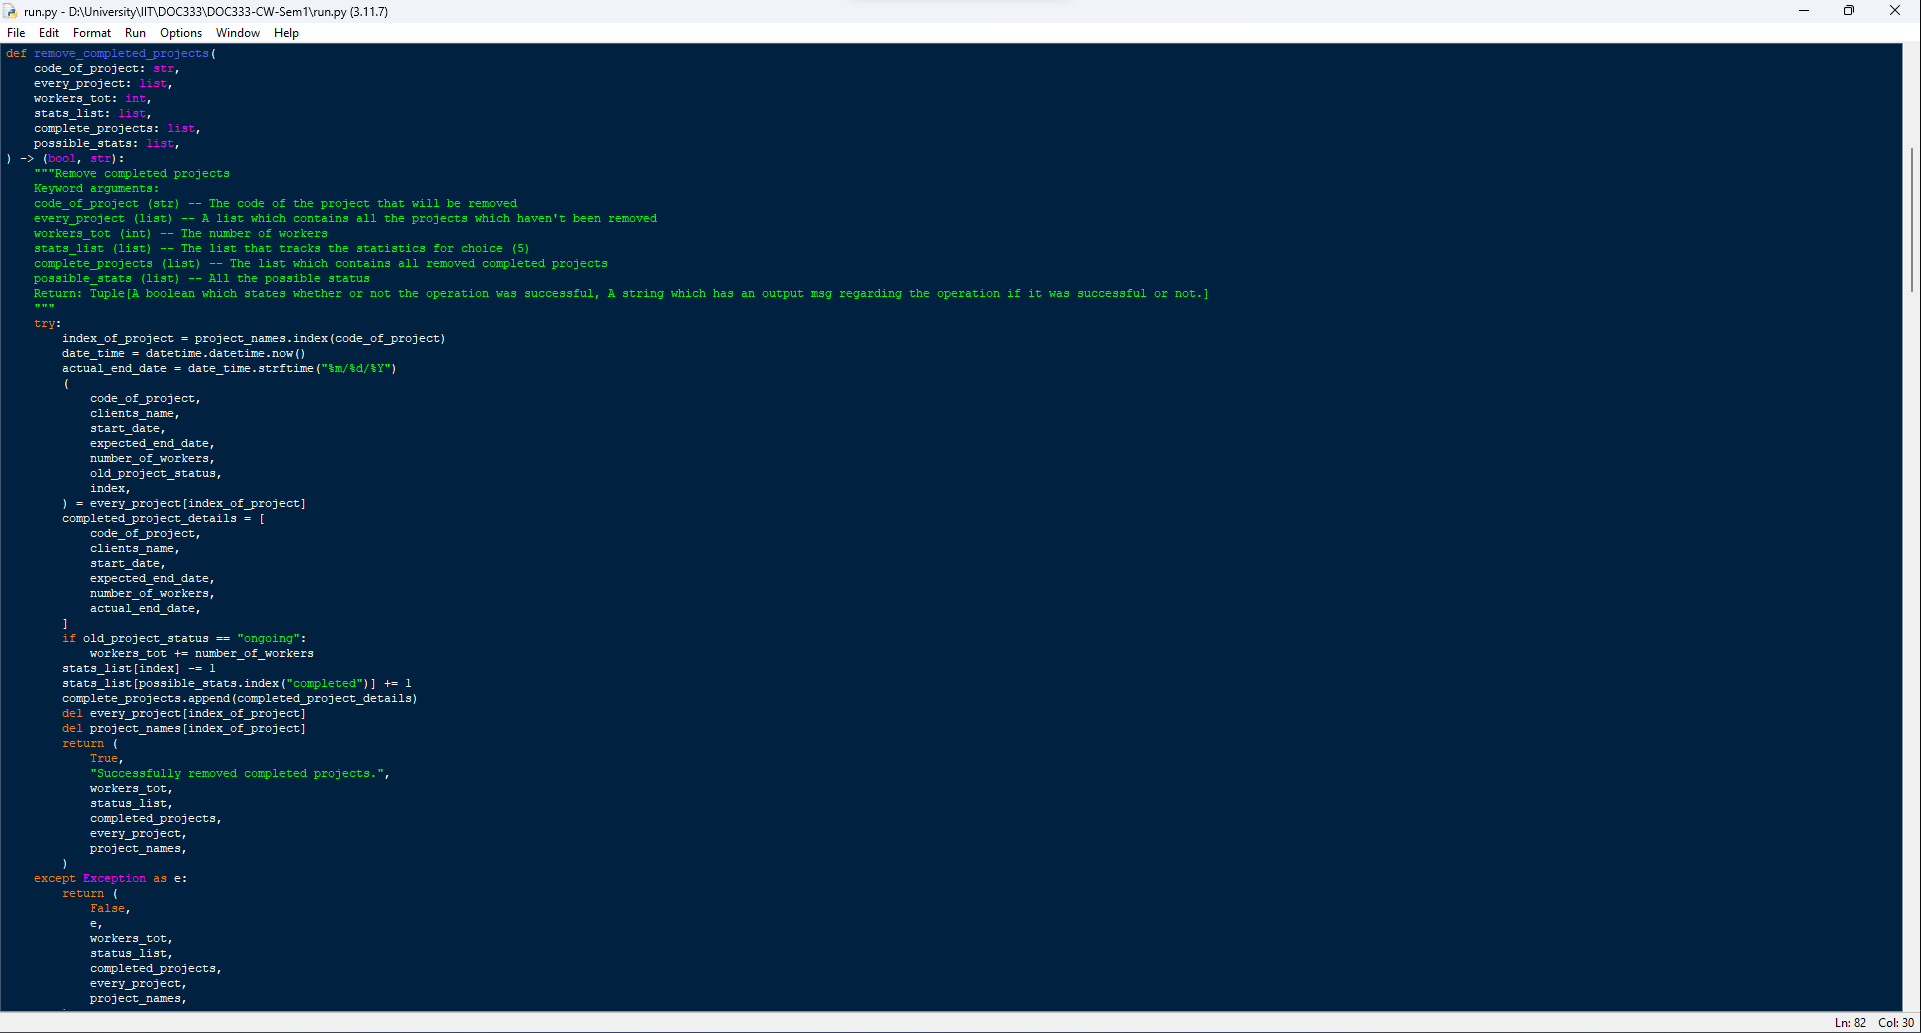 run.py - D:\University\IIT\DOC333\DOC333-CW-Sem1\run.py (3.11.7)
File Edit Format Run Options Window Help
def remove_completed_projects(
    code_of_project: str,
    every_project: list,
    workers_tot: int,
    stats_list: list,
    complete_projects: list,
    possible_stats: list,
) -> (bool, str):
    """Remove completed projects
    Keyword arguments:
    code_of_project (str) -- The code of the project that will be removed
    every_project (list) -- A list which contains all the projects which haven't been removed
    workers_tot (int) -- The number of workers
    stats_list (list) -- The list that tracks the statistics for choice (5)
    complete_projects (list) -- The list which contains all removed completed projects
    possible_stats (list) -- All the possible status
    Return: Tuple[A boolean which states whether or not the operation was successful, A string which has an output msg regarding the operation if it was successful or not.]
    """
    try:
        index_of_project = project_names.index(code_of_project)
        date_time = datetime.datetime.now()
        actual_end_date = date_time.strftime("%m/%d/%Y")
        (
            code_of_project,
            clients_name,
            start_date,
            expected_end_date,
            number_of_workers,
            old_project_status,
            index,
        ) = every_project[index_of_project]
        completed_project_details = [
            code_of_project,
            clients_name,
            start_date,
            expected_end_date,
            number_of_workers,
            actual_end_date,
        ]
        if old_project_status == "ongoing":
            workers_tot += number_of_workers
        stats_list[index] -= 1
        stats_list[possible_stats.index("completed")] += 1
        complete_projects.append(completed_project_details)
        del every_project[index_of_project]
        del project_names[index_of_project]
        return (
            True,
            "Successfully removed completed projects.",
            workers_tot,
            status_list,
            completed_projects,
            every_project,
            project_names,
        )
    except Exception as e:
        return (
            False,
            e,
            workers_tot,
            status_list,
            completed_projects,
            every_project,
            project_names,
Ln: 82 Col: 30